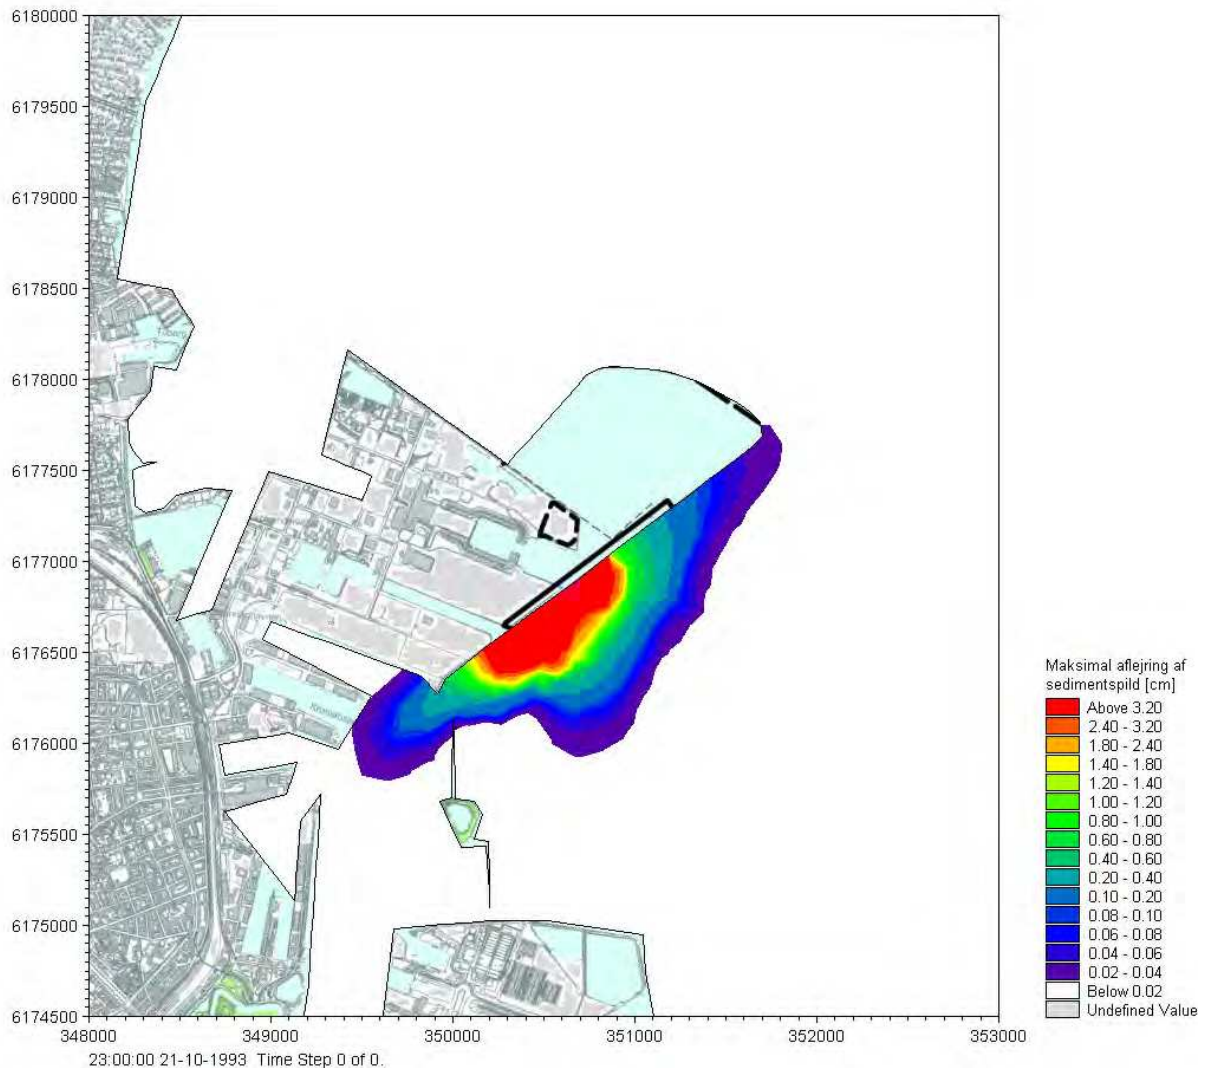 6180000
6179500
6179000
6178500
6178000
6177500
6177000
6176500
6176000
6175500
6175000
6174500
348000
349000
350000
351000
352000
353000
23:00:00 21-10-1993 Time Step 0 of 0.
Maksimal aflejring af
sedimentspild [cm]
Above 3.20
2.40 - 3.20
1.80 - 2.40
1.40 - 1.80
1.20 - 1.40
1.00 - 1.20
0.80 - 1.00
0.60 - 0.80
0.40 - 0.60
0.20 - 0.40
0.10 - 0.20
0.08 - 0.10
0.06 - 0.08
0.04 - 0.06
0.02 - 0.04
Below 0.02
Undefined Value